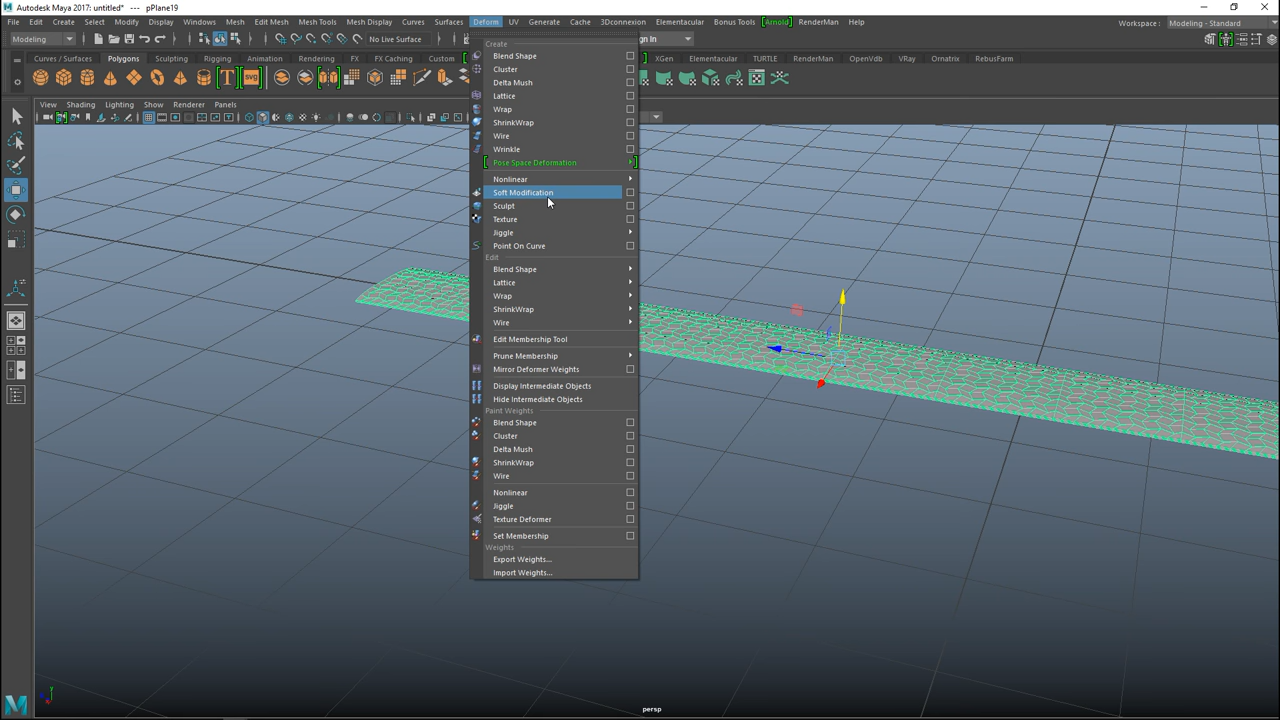 Autodesk Maya 2017: untitled* --- pPlane19
File Edit Create Select Modify Display Windows Mesh Edit Mesh Mesh Tools Mesh Display Curves Surfaces Deform UV Generate Cache 3Dconnexion Elementacular Bonus Tools Arnold RenderMan Help
Workspace : Modeling - Standard
Modeling
No Live Surface
Sign In
Curves / Surfaces Polygons Sculpting Rigging Animation Rendering FX FX Caching Custom XGen Elementacular TURTLE RenderMan OpenVdb VRay Ornatrix RebusFarm
T svg
View Shading Lighting Show Renderer Panels
Create
Blend Shape
Cluster
Delta Mush
Lattice
Wrap
ShrinkWrap
Wire
Wrinkle
Pose Space Deformation
Nonlinear
Soft Modification
Sculpt
Texture
Jiggle
Point On Curve
Edit
Blend Shape
Lattice
Wrap
ShrinkWrap
Wire
Edit Membership Tool
Prune Membership
Mirror Deformer Weights
Display Intermediate Objects
Hide Intermediate Objects
Paint Weights
Blend Shape
Cluster
Delta Mush
ShrinkWrap
Wire
Nonlinear
Jiggle
Texture Deformer
Set Membership
Weights
Export Weights...
Import Weights...
persp